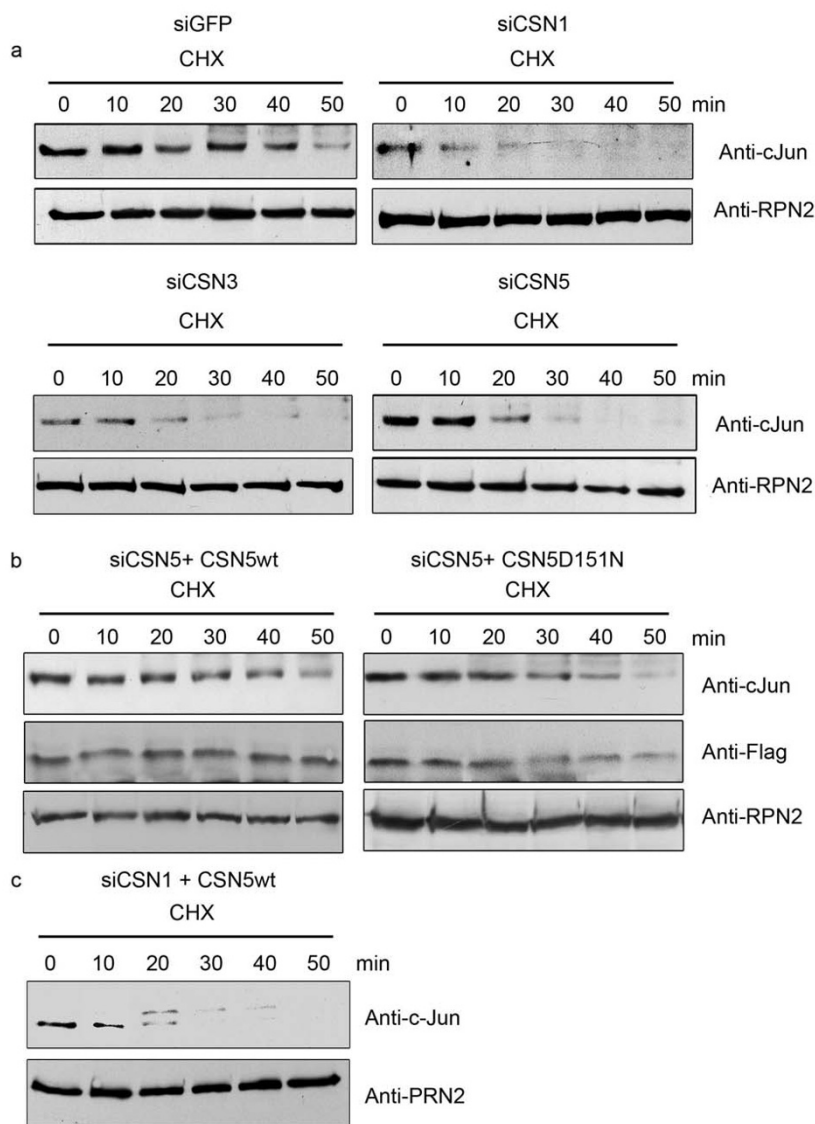 a
siGFP
CHX
0 10 20 30 40 50 min
siCSN1
CHX
0 10 20 30 40 50
Anti-cJun
Anti-RPN2
siCSN3
CHX
0 10 20 30 40 50 min
siCSN5
CHX
0 10 20 30 40 50
Anti-cJun
Anti-RPN2
b
siCSN5+ CSN5wt
CHX
0 10 20 30 40 50
siCSN5+ CSN5D151N
CHX
0 10 20 30 40 50 min
Anti-cJun
Anti-Flag
Anti-RPN2
c
siCSN1 + CSN5wt
CHX
0 10 20 30 40 50 min
Anti-c-Jun
Anti-PRN2